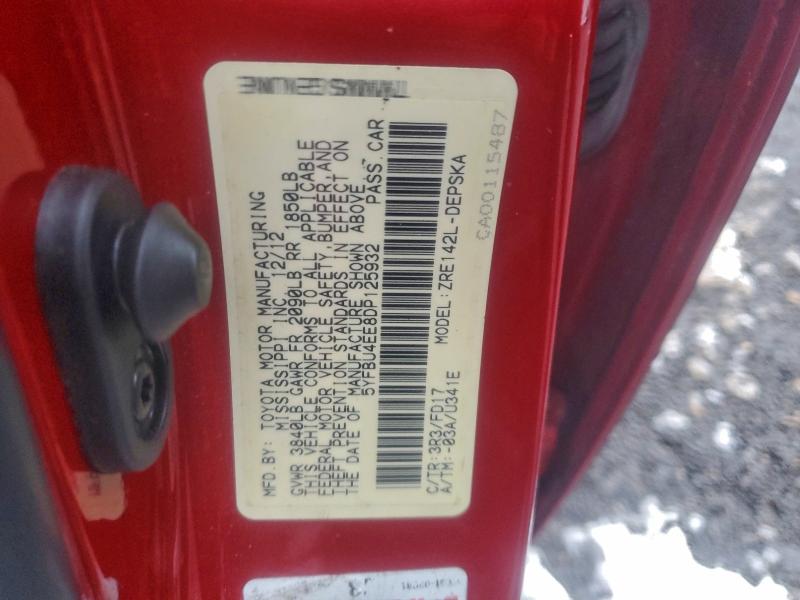 MFD.BY: TOYOTA MOTOR MANUFACTURING
MISSISSIPPI INC 12/12
GVWR 3840LB GAWR FR 2090LB RR 1850LB
THIS VEHICLE CONFORMS TO ALL APPLICABLE
FEDERAL MOTOR VEHICLE SAFETY, BUMPER, AND
THEFT PREVENTION STANDARDS IN EFFECT ON
THE DATE OF MANUFACTURE SHOWN ABOVE
5YFBU4EE8DP125932 PASS.CAR
C/TR:3R3/FD17 MODEL:ZRE142L-DEPSKA
A/TM:-03A/U341E
CA00115487